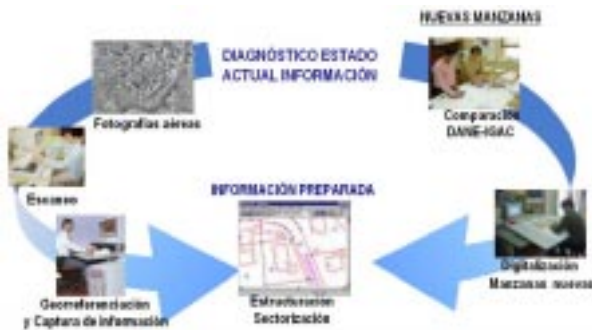 NUEVAS MANZANAS
DIAGNÓSTICO ESTADO
ACTUAL INFORMACIÓN
Fotografías aéreas
Comparación
DANE-IGAC
Escaneo
INFORMACIÓN PREPARADA
Georreferenciación
y Captura de información
Estructuración
Sectorización
Digitalización
Manzanas nuevas